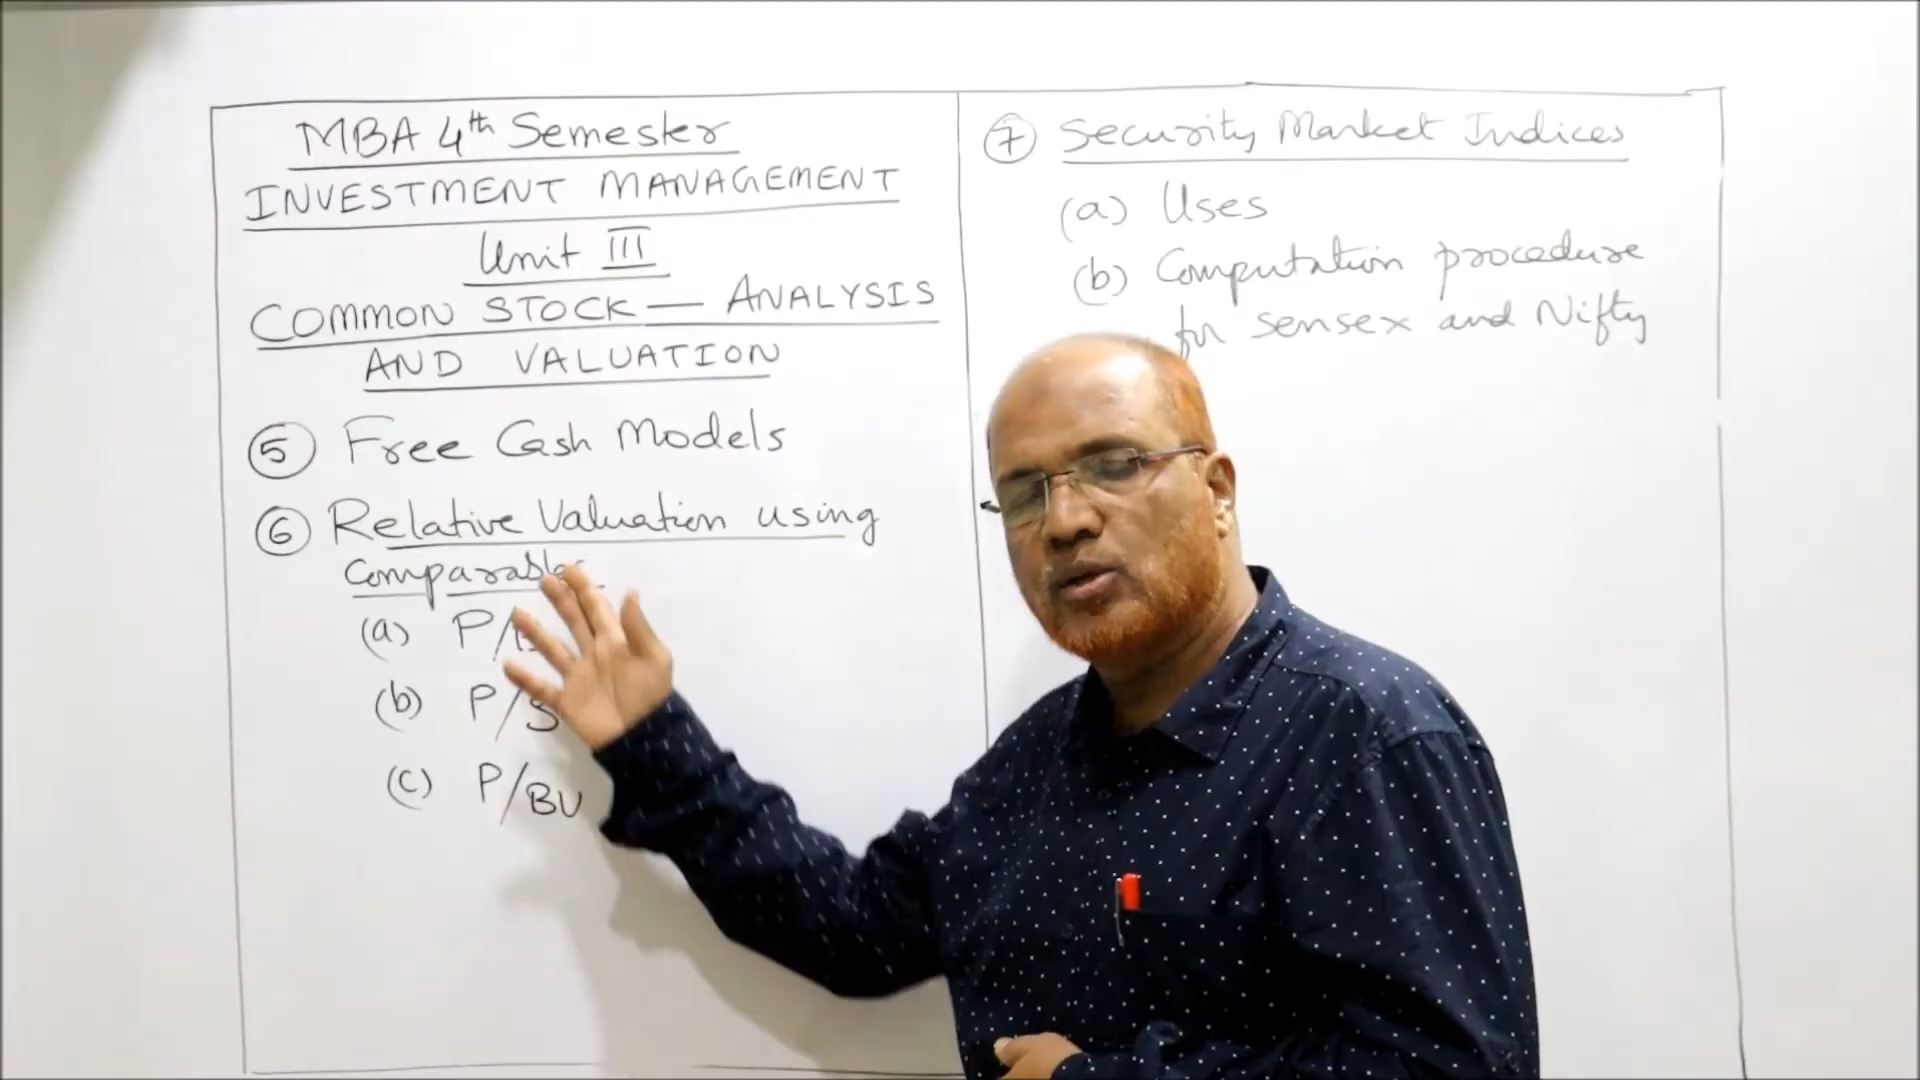 MBA 4th Semester
INVESTMENT MANAGEMENT
Unit III
COMMON STOCK — ANALYSIS
AND VALUATION
5 Free Cash Models
6 Relative Valuation using
(a) P/
(b) P/S
(c) P/BV
7 Security Market Indices
(a) Uses
(b) Computation procedure
for Sensex and Nifty